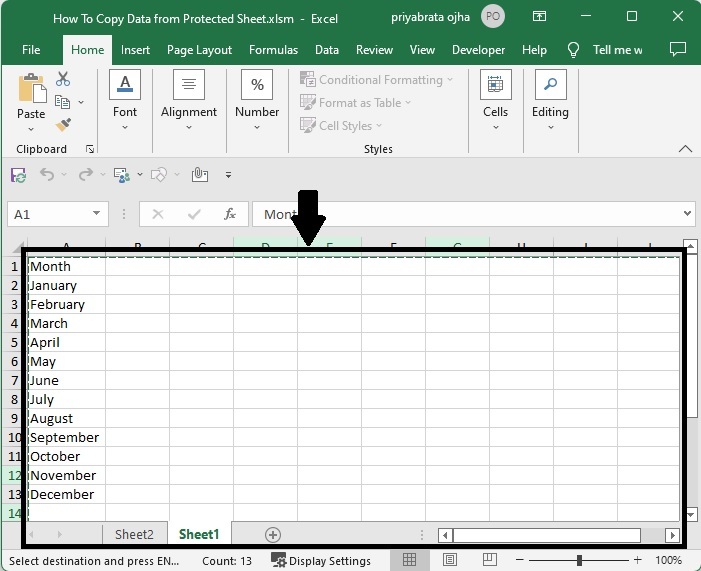 How To Copy Data from Protected Sheet.xlsm - Excel
priyabrata ojha PO
File Home Insert Page Layout Formulas Data Review View Developer Help Tell me w
Paste
Font
Alignment
%
Number
Conditional Formatting
Format as Table
Cell Styles
Cells
Editing
Clipboard
Styles
A1
fx
Mont
1 Month
2 January
3 February
4 March
5 April
6 May
7 June
8 July
9 August
10 September
11 October
12 November
13 December
14
Sheet2 Sheet1
Select destination and press EN... Count: 13 Display Settings 100%